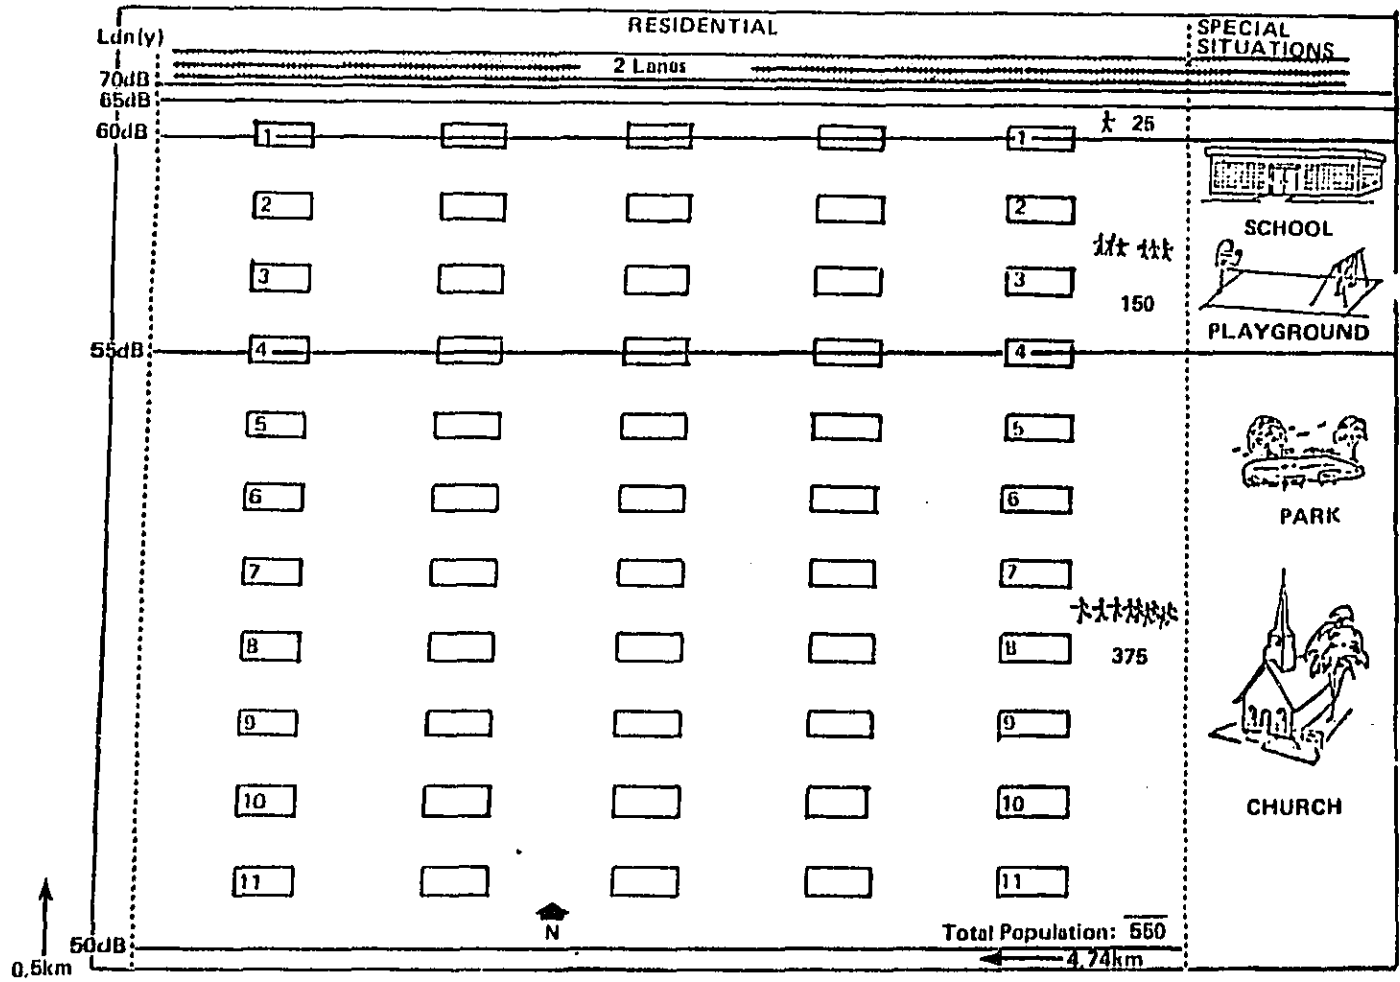 RESIDENTIAL
SPECIAL
SITUATIONS
Ldn(y)
2 Lanes
70dB
65dB
60dB
1
1
25
2
2
SCHOOL
3
3
150
PLAYGROUND
55dB
4
4
5
5
6
6
PARK
7
7
8
8
375
9
9
10
10
CHURCH
11
11
N
Total Population: 550
50dB
4.74km
0.5km